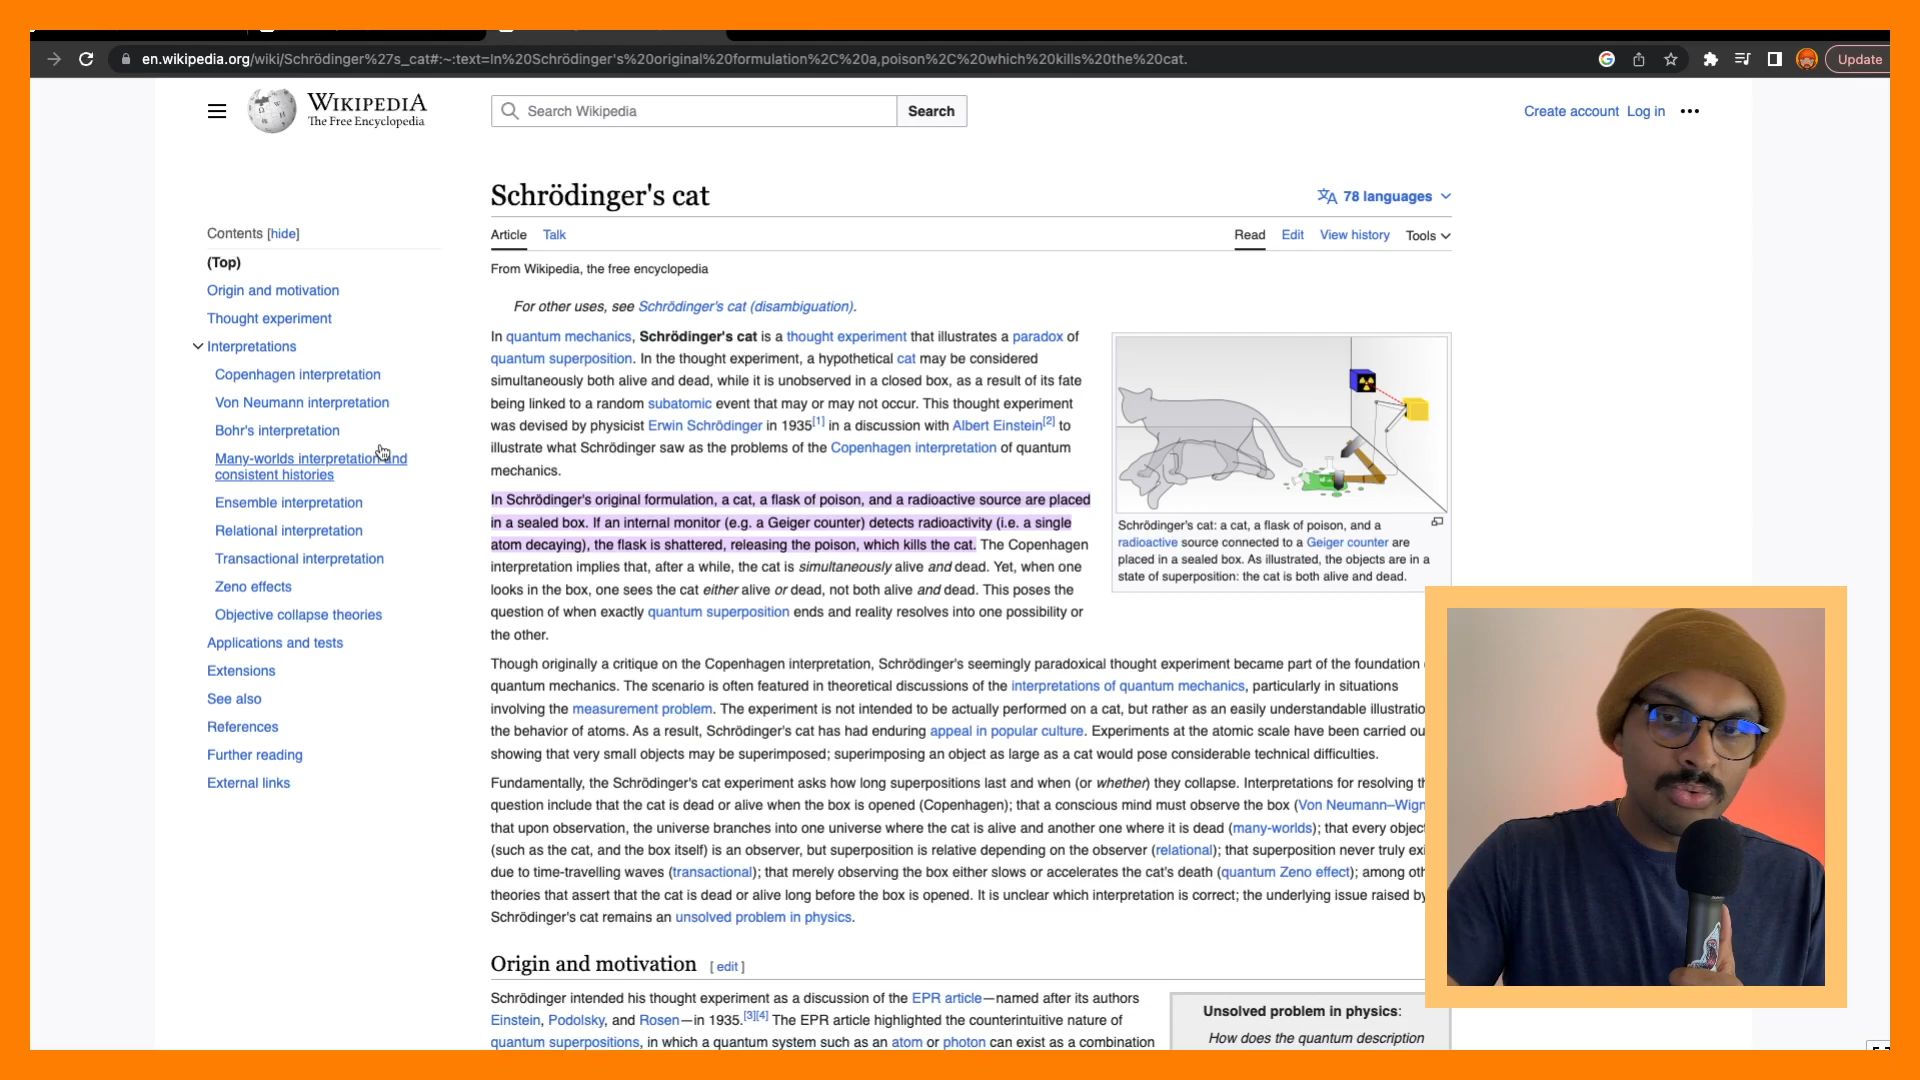 en.wikipedia.org/wiki/Schrödinger%27s_cat#:~:text=In%20Schrödinger's%20original%20formulation%2C%20a,poison%2C%20which%20kills%20the%20cat.
Update
WIKIPEDIA
The Free Encyclopedia
Search Wikipedia
Search
Create account Log in
Schrödinger's cat
78 languages
Article Talk
Read Edit View history Tools
From Wikipedia, the free encyclopedia
Contents [hide]
(Top)
Origin and motivation
Thought experiment
Interpretations
Copenhagen interpretation
Von Neumann interpretation
Bohr's interpretation
Many-worlds interpretation and
consistent histories
Ensemble interpretation
Relational interpretation
Transactional interpretation
Zeno effects
Objective collapse theories
Applications and tests
Extensions
See also
References
Further reading
External links
For other uses, see Schrödinger's cat (disambiguation).
In quantum mechanics, Schrödinger's cat is a thought experiment that illustrates a paradox of
quantum superposition. In the thought experiment, a hypothetical cat may be considered
simultaneously both alive and dead, while it is unobserved in a closed box, as a result of its fate
being linked to a random subatomic event that may or may not occur. This thought experiment
was devised by physicist Erwin Schrödinger in 1935[1] in a discussion with Albert Einstein[2] to
illustrate what Schrödinger saw as the problems of the Copenhagen interpretation of quantum
mechanics.
In Schrödinger's original formulation, a cat, a flask of poison, and a radioactive source are placed
in a sealed box. If an internal monitor (e.g. a Geiger counter) detects radioactivity (i.e. a single
atom decaying), the flask is shattered, releasing the poison, which kills the cat. The Copenhagen
interpretation implies that, after a while, the cat is simultaneously alive and dead. Yet, when one
looks in the box, one sees the cat either alive or dead, not both alive and dead. This poses the
question of when exactly quantum superposition ends and reality resolves into one possibility or
the other.
Schrödinger's cat: a cat, a flask of poison, and a
radioactive source connected to a Geiger counter are
placed in a sealed box. As illustrated, the objects are in a
state of superposition: the cat is both alive and dead.
Though originally a critique on the Copenhagen interpretation, Schrödinger's seemingly paradoxical thought experiment became part of the foundation
quantum mechanics. The scenario is often featured in theoretical discussions of the interpretations of quantum mechanics, particularly in situations
involving the measurement problem. The experiment is not intended to be actually performed on a cat, but rather as an easily understandable illustratio
the behavior of atoms. As a result, Schrödinger's cat has had enduring appeal in popular culture. Experiments at the atomic scale have been carried ou
showing that very small objects may be superimposed; superimposing an object as large as a cat would pose considerable technical difficulties.
Fundamentally, the Schrödinger's cat experiment asks how long superpositions last and when (or whether) they collapse. Interpretations for resolving th
question include that the cat is dead or alive when the box is opened (Copenhagen); that a conscious mind must observe the box (Von Neumann–Wign
that upon observation, the universe branches into one universe where the cat is alive and another one where it is dead (many-worlds); that every objec
(such as the cat, and the box itself) is an observer, but superposition is relative depending on the observer (relational); that superposition never truly exi
due to time-travelling waves (transactional); that merely observing the box either slows or accelerates the cat's death (quantum Zeno effect); among oth
theories that assert that the cat is dead or alive long before the box is opened. It is unclear which interpretation is correct; the underlying issue raised by
Schrödinger's cat remains an unsolved problem in physics.
Origin and motivation [ edit ]
Schrödinger intended his thought experiment as a discussion of the EPR article—named after its authors
Einstein, Podolsky, and Rosen—in 1935.[3][4] The EPR article highlighted the counterintuitive nature of
quantum superpositions, in which a quantum system such as an atom or photon can exist as a combination
Unsolved problem in physics:
How does the quantum description